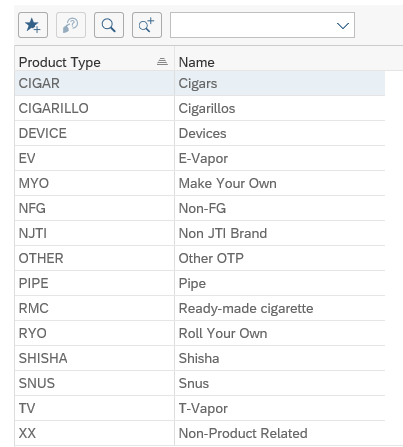 Product Type Name
CIGAR Cigars
CIGARILLO Cigarillos
DEVICE Devices
EV E-Vapor
MYO Make Your Own
NFG Non-FG
NJTI Non JTI Brand
OTHER Other OTP
PIPE Pipe
RMC Ready-made cigarette
RYO Roll Your Own
SHISHA Shisha
SNUS Snus
TV T-Vapor
XX Non-Product Related